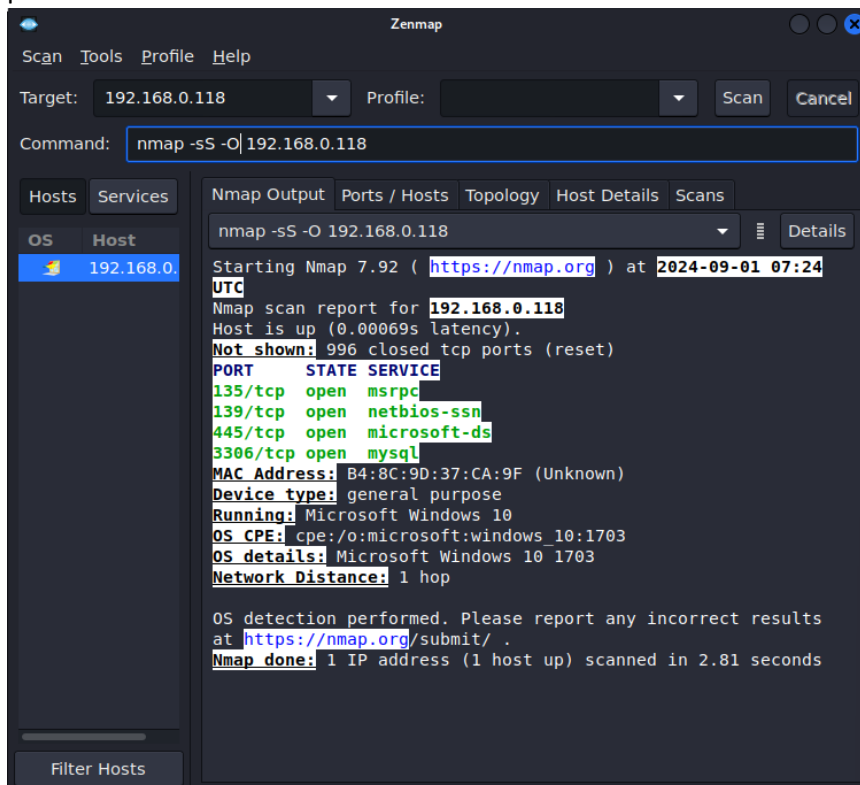 Zenmap
Scan Tools Profile Help
Target: 192.168.0.118 Profile: Scan Cancel
Command: nmap -sS -O 192.168.0.118
Hosts Services Nmap Output Ports / Hosts Topology Host Details Scans
nmap -sS -O 192.168.0.118 Details
OS Host
192.168.0.
Starting Nmap 7.92 ( https://nmap.org ) at 2024-09-01 07:24
UTC
Nmap scan report for 192.168.0.118
Host is up (0.00069s latency).
Not shown: 996 closed tcp ports (reset)
PORT STATE SERVICE
135/tcp open msrpc
139/tcp open netbios-ssn
445/tcp open microsoft-ds
3306/tcp open mysql
MAC Address: B4:8C:9D:37:CA:9F (Unknown)
Device type: general purpose
Running: Microsoft Windows 10
OS CPE: cpe:/o:microsoft:windows_10:1703
OS details: Microsoft Windows 10 1703
Network Distance: 1 hop
OS detection performed. Please report any incorrect results
at https://nmap.org/submit/ .
Nmap done: 1 IP address (1 host up) scanned in 2.81 seconds
Filter Hosts